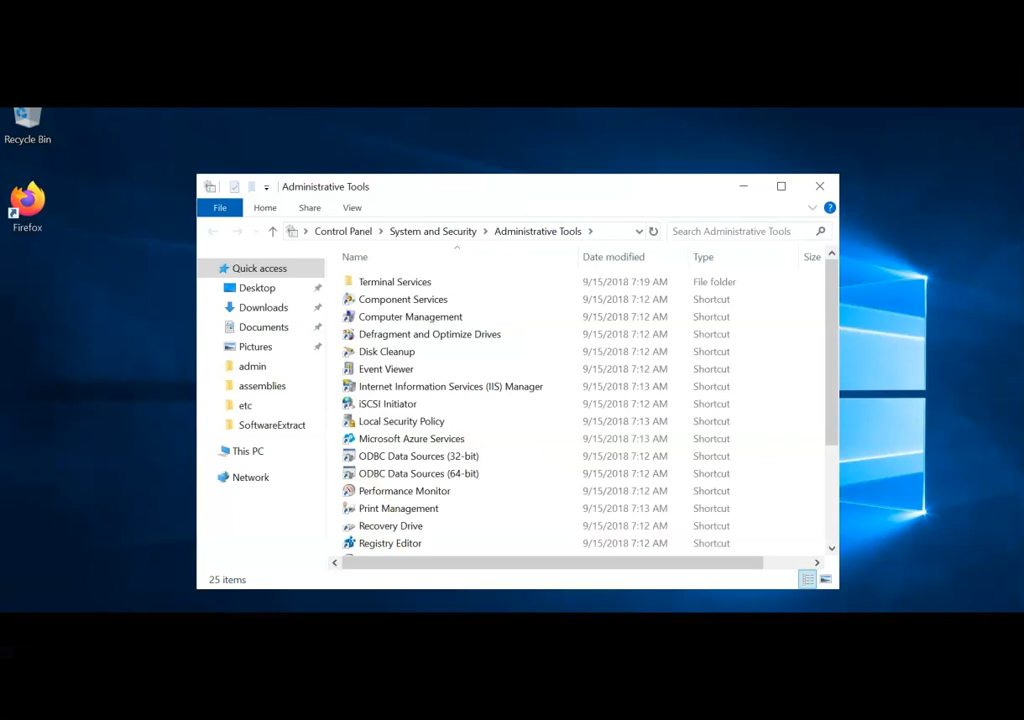 Recycle Bin
Firefox
Administrative Tools
File Home Share View
Control Panel System and Security Administrative Tools Search Administrative Tools
Name Date modified Type Size
Quick access
Desktop
Downloads
Documents
Pictures
admin
assemblies
etc
SoftwareExtract
This PC
Network
Terminal Services 9/15/2018 7:19 AM File folder
Component Services 9/15/2018 7:12 AM Shortcut
Computer Management 9/15/2018 7:12 AM Shortcut
Defragment and Optimize Drives 9/15/2018 7:12 AM Shortcut
Disk Cleanup 9/15/2018 7:12 AM Shortcut
Event Viewer 9/15/2018 7:12 AM Shortcut
Internet Information Services (IIS) Manager 9/15/2018 7:13 AM Shortcut
iSCSI Initiator 9/15/2018 7:12 AM Shortcut
Local Security Policy 9/15/2018 7:13 AM Shortcut
Microsoft Azure Services 9/15/2018 7:13 AM Shortcut
ODBC Data Sources (32-bit) 9/15/2018 7:12 AM Shortcut
ODBC Data Sources (64-bit) 9/15/2018 7:12 AM Shortcut
Performance Monitor 9/15/2018 7:12 AM Shortcut
Print Management 9/15/2018 7:13 AM Shortcut
Recovery Drive 9/15/2018 7:12 AM Shortcut
Registry Editor 9/15/2018 7:12 AM Shortcut
25 items